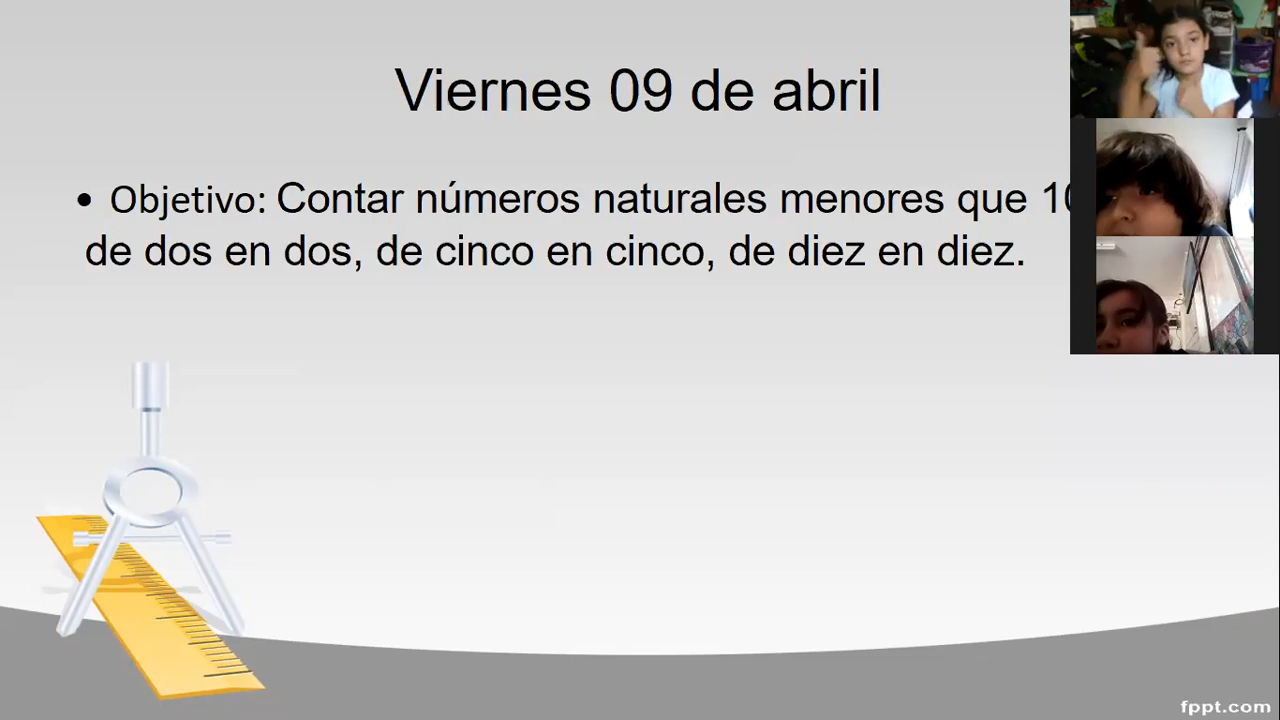 Viernes 09 de abril
• Objetivo: Contar números naturales menores que
de dos en dos, de cinco en cinco, de diez en diez.
fppt.com